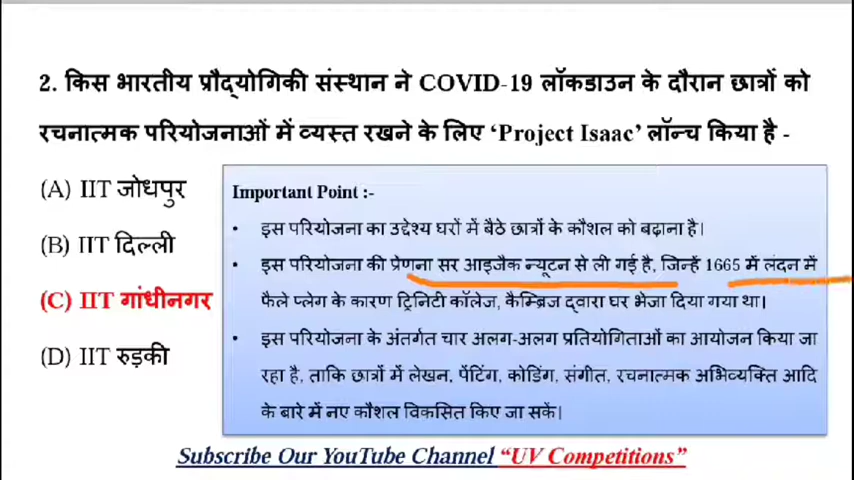 2. किस भारतीय प्रौद्योगिकी संस्थान ने COVID-19 लॉकडाउन के दौरान छात्रों को
रचनात्मक परियोजनाओं में व्यस्त रखने के लिए ‘Project Isaac’ लॉन्च किया है -
(A) IIT जोधपुर
(B) IIT दिल्ली
(C) IIT गांधीनगर
(D) IIT रुड़की
Important Point :-
• इस परियोजना का उद्देश्य घरों में बैठे छात्रों के कौशल को बढ़ाना है।
• इस परियोजना की प्रेणना सर आइजैक न्यूटन से ली गई है, जिन्हें 1665 में लंदन में
फैले प्लेग के कारण ट्रिनिटी कॉलेज, कैम्ब्रिज द्वारा घर भेजा दिया गया था।
• इस परियोजना के अंतर्गत चार अलग-अलग प्रतियोगिताओं का आयोजन किया जा
रहा है, ताकि छात्रों में लेखन, पेंटिंग, कोडिंग, संगीत, रचनात्मक अभिव्यक्ति आदि
के बारे में नए कौशल विकसित किए जा सकें।
Subscribe Our YouTube Channel “UV Competitions”